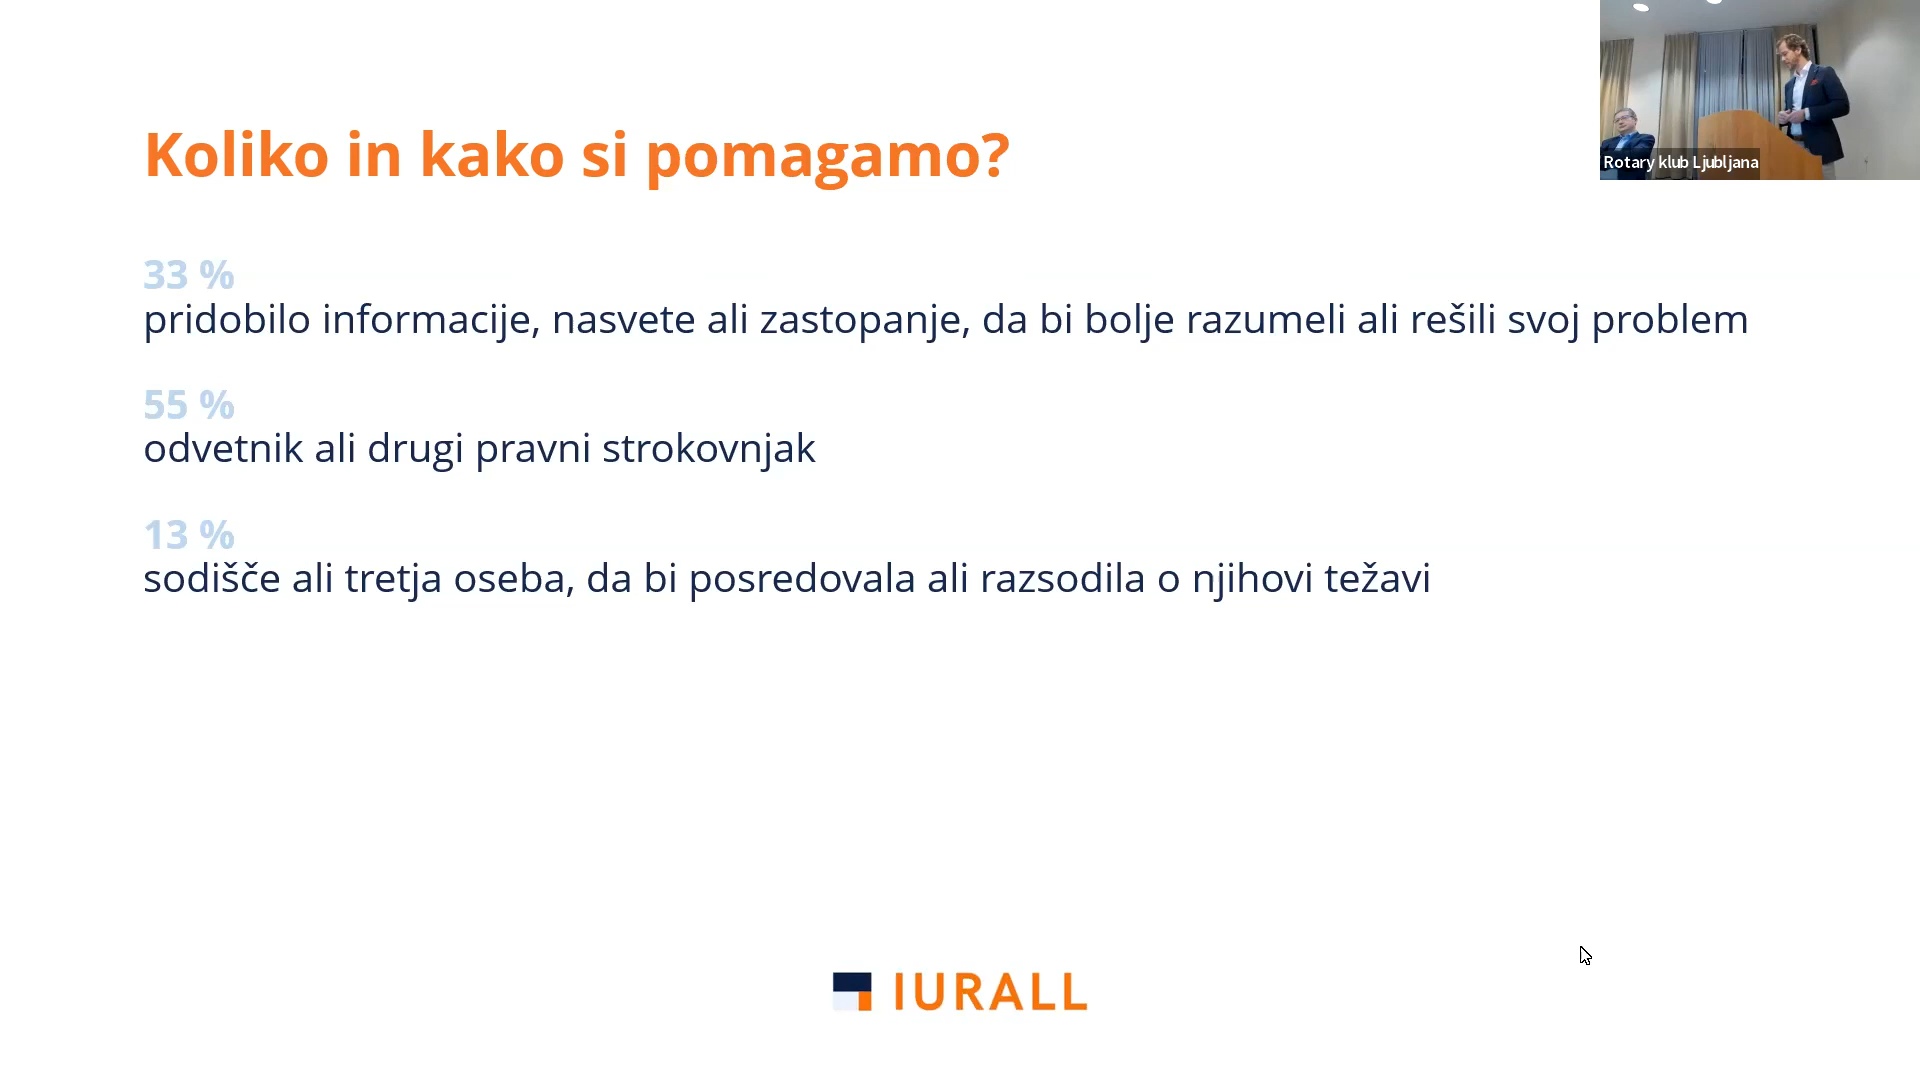 Koliko in kako si pomagamo?
33 %
pridobilo informacije, nasvete ali zastopanje, da bi bolje razumeli ali rešili svoj problem
55 %
odvetnik ali drugi pravni strokovnjak
13 %
sodišče ali tretja oseba, da bi posredovala ali razsodila o njihovi težavi
Rotary klub Ljubljana
IURALL